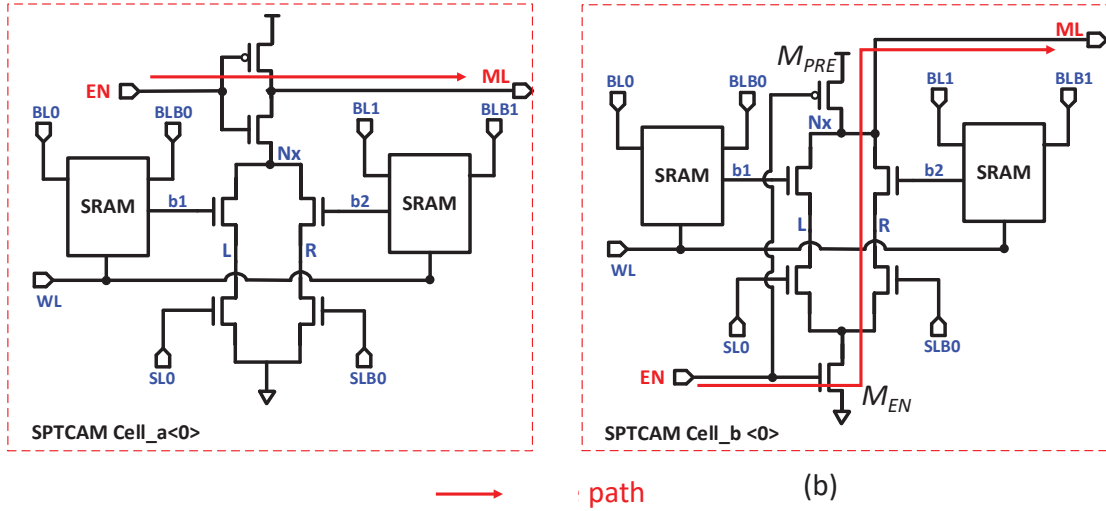 EN
ML
BL0
BLB0
BL1
BLB1
Nx
SRAM
b1
b2
SRAM
L
R
WL
SL0
SLB0
SPTCAM Cell_a<0>
ML
M_PRE
BL0
BLB0
BL1
BLB1
Nx
SRAM
b1
b2
SRAM
L
R
WL
SL0
SLB0
EN
M_EN
SPTCAM Cell_b <0>
path
(b)